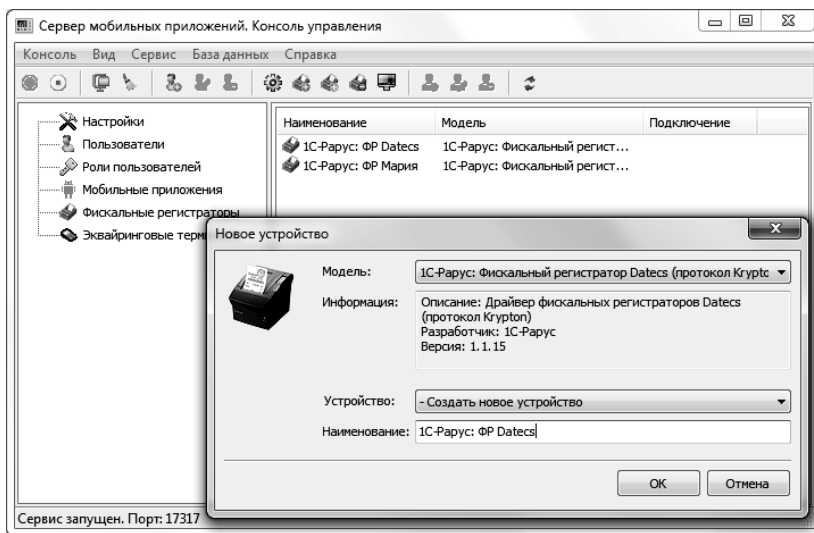 Сервер мобильных приложений. Консоль управления
Консоль Вид Сервис База данных Справка
Настройки
Пользователи
Роли пользователей
Мобильные приложения
Фискальные регистраторы
Эквайринговые терм
Наименование Модель Подключение
1С-Рарус: ФР Datecs 1С-Рарус: Фискальный регист...
1С-Рарус: ФР Мария 1С-Рарус: Фискальный регист...
Новое устройство
Модель: 1С-Рарус: Фискальный регистратор Datecs (протокол Krypto
Информация: Описание: Драйвер фискальных регистраторов Datecs
(протокол Krypton)
Разработчик: 1С-Рарус
Версия: 1.1.15
Устройство: - Создать новое устройство
Наименование: 1С-Рарус: ФР Datecs
ОК Отмена
Сервис запущен. Порт: 17317